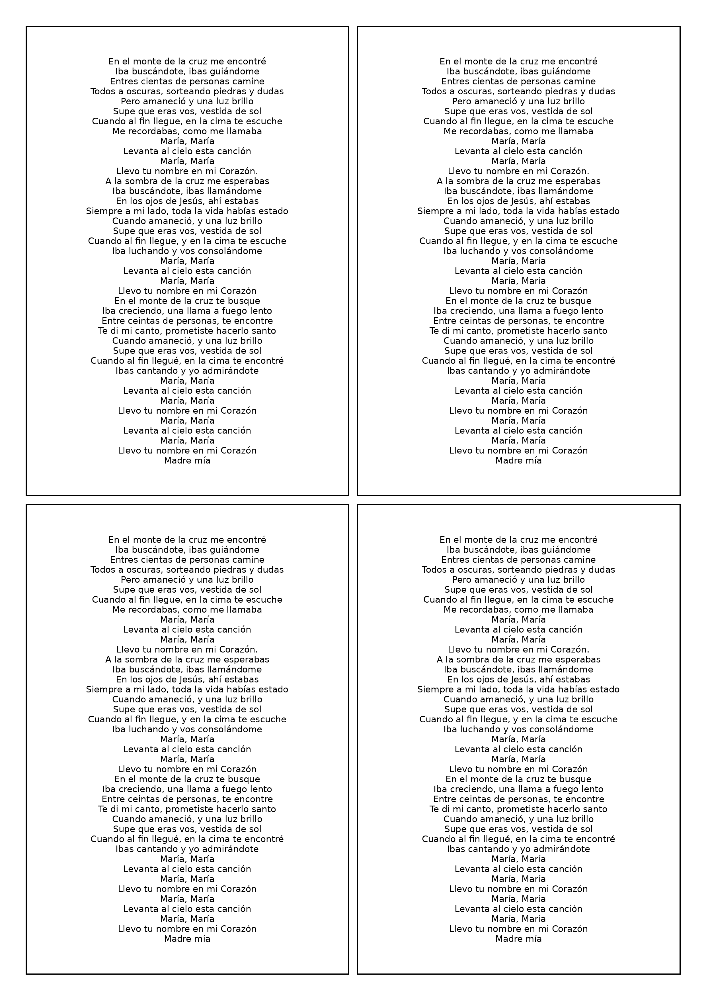 En el monte de la cruz me encontré
Iba buscándote, ibas guiándome
Entres cientas de personas camine
Todos a oscuras, sorteando piedras y dudas
Pero amaneció y una luz brillo
Supe que eras vos, vestida de sol
Cuando al fin llegue, en la cima te escuche
Me recordabas, como me llamaba
María, María
Levanta al cielo esta canción
María, María
Llevo tu nombre en mi Corazón.
A la sombra de la cruz me esperabas
Iba buscándote, ibas llamándome
En los ojos de Jesús, ahí estabas
Siempre a mi lado, toda la vida habías estado
Cuando amaneció, y una luz brillo
Supe que eras vos, vestida de sol
Cuando al fin llegue, y en la cima te escuche
Iba luchando y vos consolándome
María, María
Levanta al cielo esta canción
María, María
Llevo tu nombre en mi Corazón
En el monte de la cruz te busque
Iba creciendo, una llama a fuego lento
Entre ceintas de personas, te encontre
Te di mi canto, prometiste hacerlo santo
Cuando amaneció, y una luz brillo
Supe que eras vos, vestida de sol
Cuando al fin llegué, en la cima te encontré
Ibas cantando y yo admirándote
María, María
Levanta al cielo esta canción
María, María
Llevo tu nombre en mi Corazón
María, María
Levanta al cielo esta canción
María, María
Llevo tu nombre en mi Corazón
Madre mía
En el monte de la cruz me encontré
Iba buscándote, ibas guiándome
Entres cientas de personas camine
Todos a oscuras, sorteando piedras y dudas
Pero amaneció y una luz brillo
Supe que eras vos, vestida de sol
Cuando al fin llegue, en la cima te escuche
Me recordabas, como me llamaba
María, María
Levanta al cielo esta canción
María, María
Llevo tu nombre en mi Corazón.
A la sombra de la cruz me esperabas
Iba buscándote, ibas llamándome
En los ojos de Jesús, ahí estabas
Siempre a mi lado, toda la vida habías estado
Cuando amaneció, y una luz brillo
Supe que eras vos, vestida de sol
Cuando al fin llegue, y en la cima te escuche
Iba luchando y vos consolándome
María, María
Levanta al cielo esta canción
María, María
Llevo tu nombre en mi Corazón
En el monte de la cruz te busque
Iba creciendo, una llama a fuego lento
Entre ceintas de personas, te encontre
Te di mi canto, prometiste hacerlo santo
Cuando amaneció, y una luz brillo
Supe que eras vos, vestida de sol
Cuando al fin llegué, en la cima te encontré
Ibas cantando y yo admirándote
María, María
Levanta al cielo esta canción
María, María
Llevo tu nombre en mi Corazón
María, María
Levanta al cielo esta canción
María, María
Llevo tu nombre en mi Corazón
Madre mía
En el monte de la cruz me encontré
Iba buscándote, ibas guiándome
Entres cientas de personas camine
Todos a oscuras, sorteando piedras y dudas
Pero amaneció y una luz brillo
Supe que eras vos, vestida de sol
Cuando al fin llegue, en la cima te escuche
Me recordabas, como me llamaba
María, María
Levanta al cielo esta canción
María, María
Llevo tu nombre en mi Corazón.
A la sombra de la cruz me esperabas
Iba buscándote, ibas llamándome
En los ojos de Jesús, ahí estabas
Siempre a mi lado, toda la vida habías estado
Cuando amaneció, y una luz brillo
Supe que eras vos, vestida de sol
Cuando al fin llegue, y en la cima te escuche
Iba luchando y vos consolándome
María, María
Levanta al cielo esta canción
María, María
Llevo tu nombre en mi Corazón
En el monte de la cruz te busque
Iba creciendo, una llama a fuego lento
Entre ceintas de personas, te encontre
Te di mi canto, prometiste hacerlo santo
Cuando amaneció, y una luz brillo
Supe que eras vos, vestida de sol
Cuando al fin llegué, en la cima te encontré
Ibas cantando y yo admirándote
María, María
Levanta al cielo esta canción
María, María
Llevo tu nombre en mi Corazón
María, María
Levanta al cielo esta canción
María, María
Llevo tu nombre en mi Corazón
Madre mía
En el monte de la cruz me encontré
Iba buscándote, ibas guiándome
Entres cientas de personas camine
Todos a oscuras, sorteando piedras y dudas
Pero amaneció y una luz brillo
Supe que eras vos, vestida de sol
Cuando al fin llegue, en la cima te escuche
Me recordabas, como me llamaba
María, María
Levanta al cielo esta canción
María, María
Llevo tu nombre en mi Corazón.
A la sombra de la cruz me esperabas
Iba buscándote, ibas llamándome
En los ojos de Jesús, ahí estabas
Siempre a mi lado, toda la vida habías estado
Cuando amaneció, y una luz brillo
Supe que eras vos, vestida de sol
Cuando al fin llegue, y en la cima te escuche
Iba luchando y vos consolándome
María, María
Levanta al cielo esta canción
María, María
Llevo tu nombre en mi Corazón
En el monte de la cruz te busque
Iba creciendo, una llama a fuego lento
Entre ceintas de personas, te encontre
Te di mi canto, prometiste hacerlo santo
Cuando amaneció, y una luz brillo
Supe que eras vos, vestida de sol
Cuando al fin llegué, en la cima te encontré
Ibas cantando y yo admirándote
María, María
Levanta al cielo esta canción
María, María
Llevo tu nombre en mi Corazón
María, María
Levanta al cielo esta canción
María, María
Llevo tu nombre en mi Corazón
Madre mía